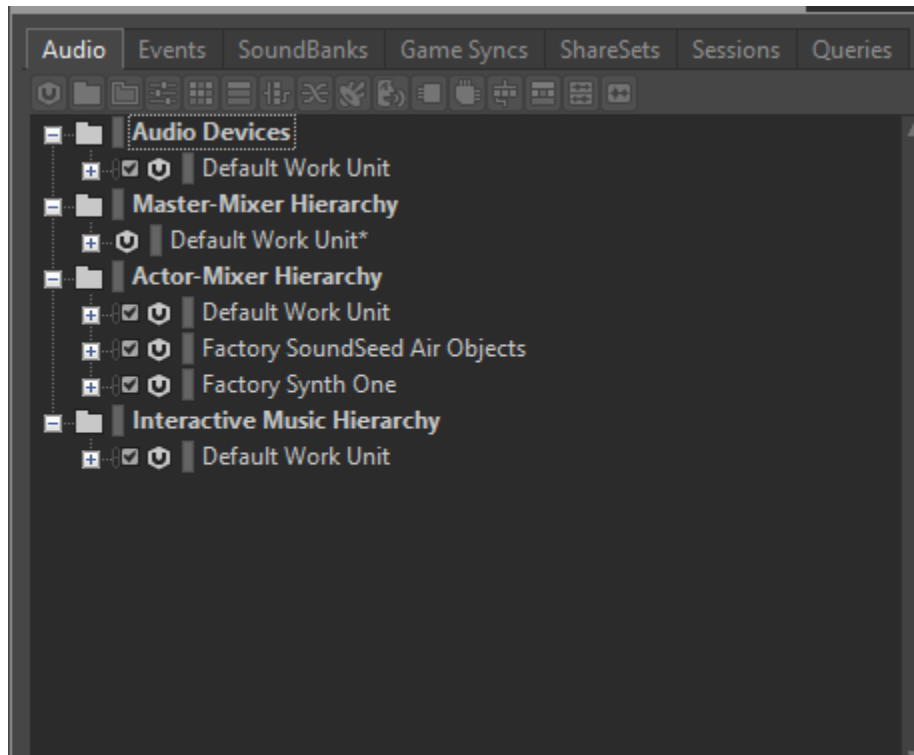 Audio Events SoundBanks Game Syncs ShareSets Sessions Queries
Audio Devices
Default Work Unit
Master-Mixer Hierarchy
Default Work Unit*
Actor-Mixer Hierarchy
Default Work Unit
Factory SoundSeed Air Objects
Factory Synth One
Interactive Music Hierarchy
Default Work Unit